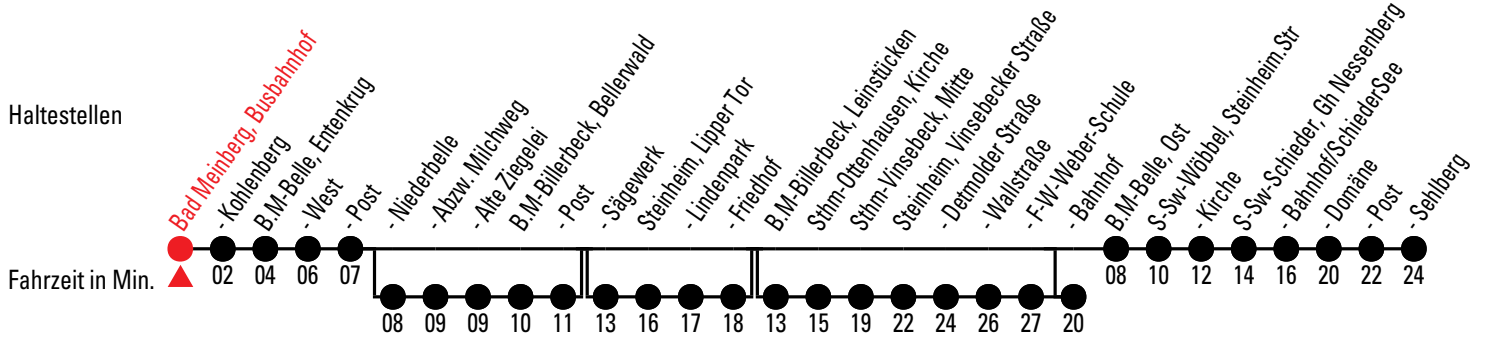 Haltestellen
Bad Meinberg, Busbahnhof
- Kohlenberg
B.M-Belle, Entenkrug
- West
- Post
- Niederbelle
- Abzw. Milchweg
- Alte Ziegelei
B.M-Billerbeck, Bellerwald
- Post
- Sägewerk
Steinheim, Lipper Tor
- Lindenpark
- Friedhof
B.M-Billerbeck, Leinstücken
Sthm-Ottenhausen, Kirche
Sthm-Vinsebeck, Mitte
Steinheim, Vinsebecker Straße
- Detmolder Straße
- Wallstraße
- F-W-Weber-Schule
- Bahnhof
B.M-Belle, Ost
S-Sw-Wöbbel, Steinheim.Str
- Kirche
S-Sw-Schieder, Gh Nessenberg
- Bahnhof/SchiederSee
- Domäne
- Post
- Sehlberg
Fahrzeit in Min.
02 04 06 07 08 10 12 14 16 20 22 24
08 09 09 10 11 13 16 17 18 13 15 19 22 24 26 27 20